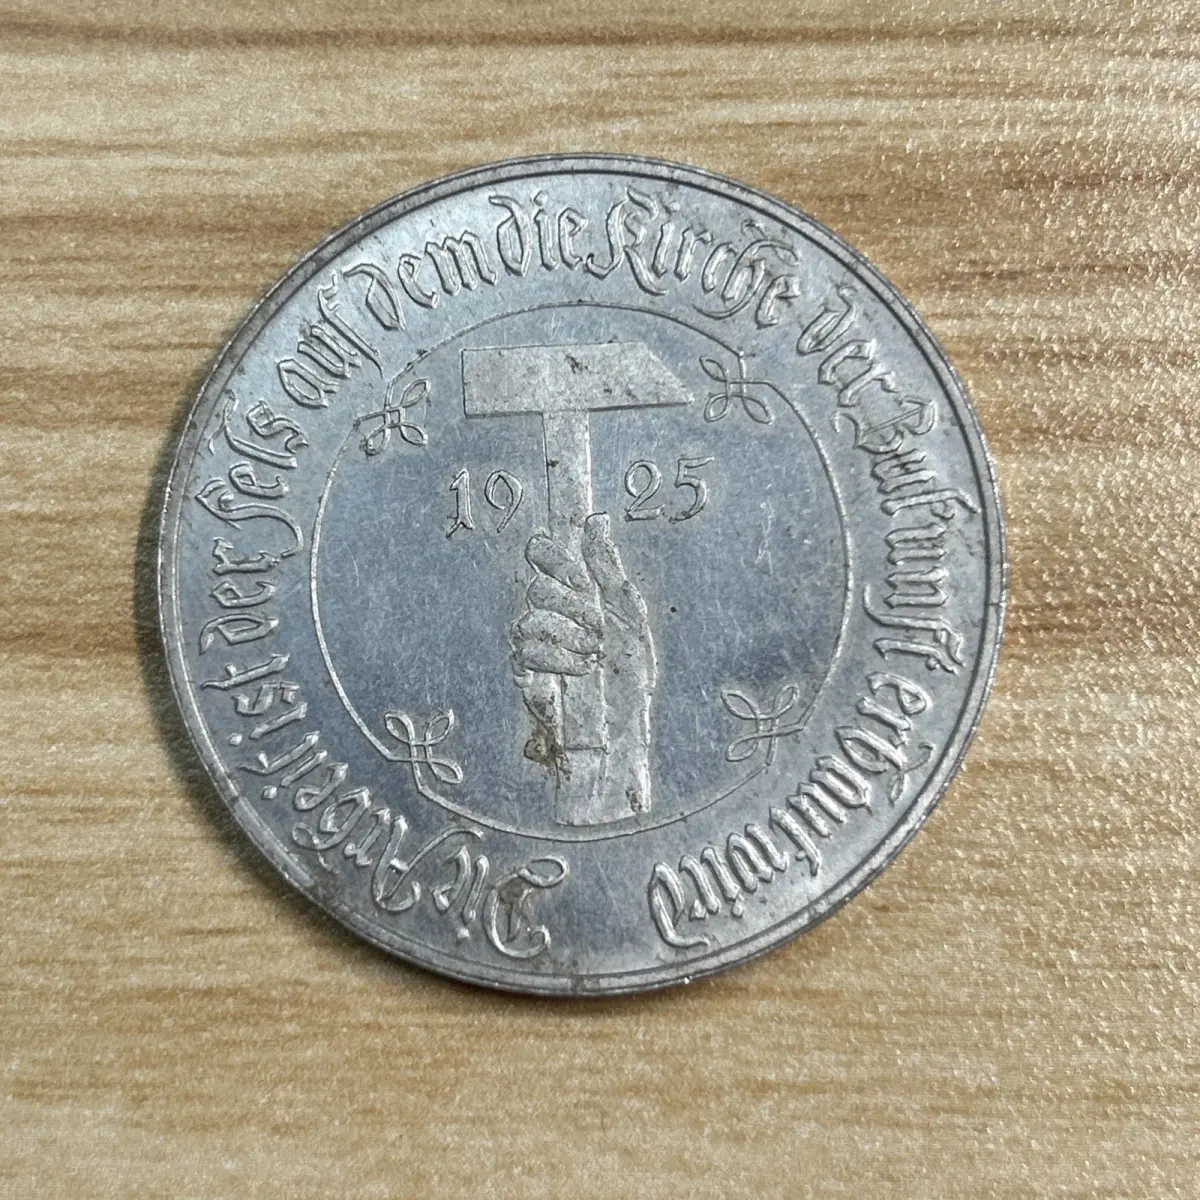 Die Arbeit ist der Fels auf dem die Kirche der Zukunft erbaut wird
1925